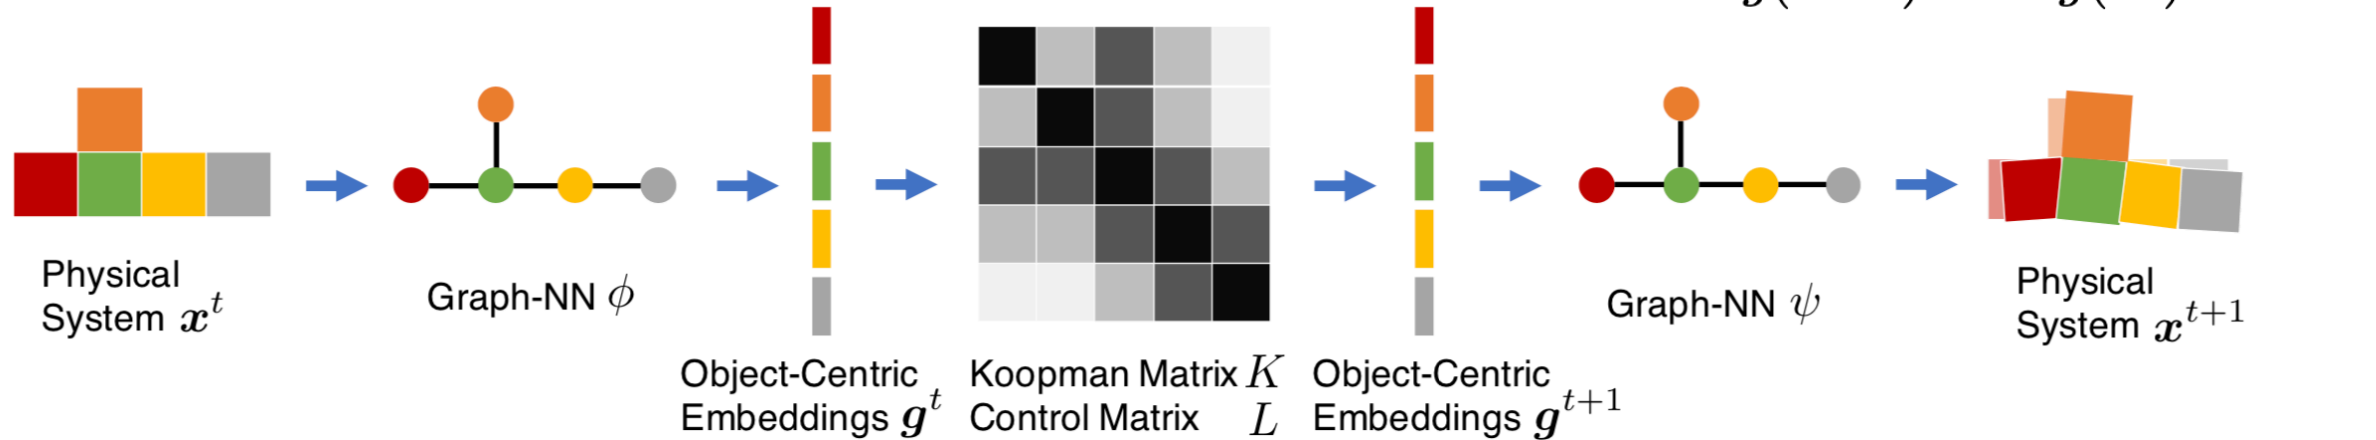 Physical
System x^t
Graph-NN ϕ
Object-Centric
Embeddings g^t
Koopman Matrix K
Control Matrix L
Object-Centric
Embeddings g^{t+1}
Graph-NN ψ
Physical
System x^{t+1}